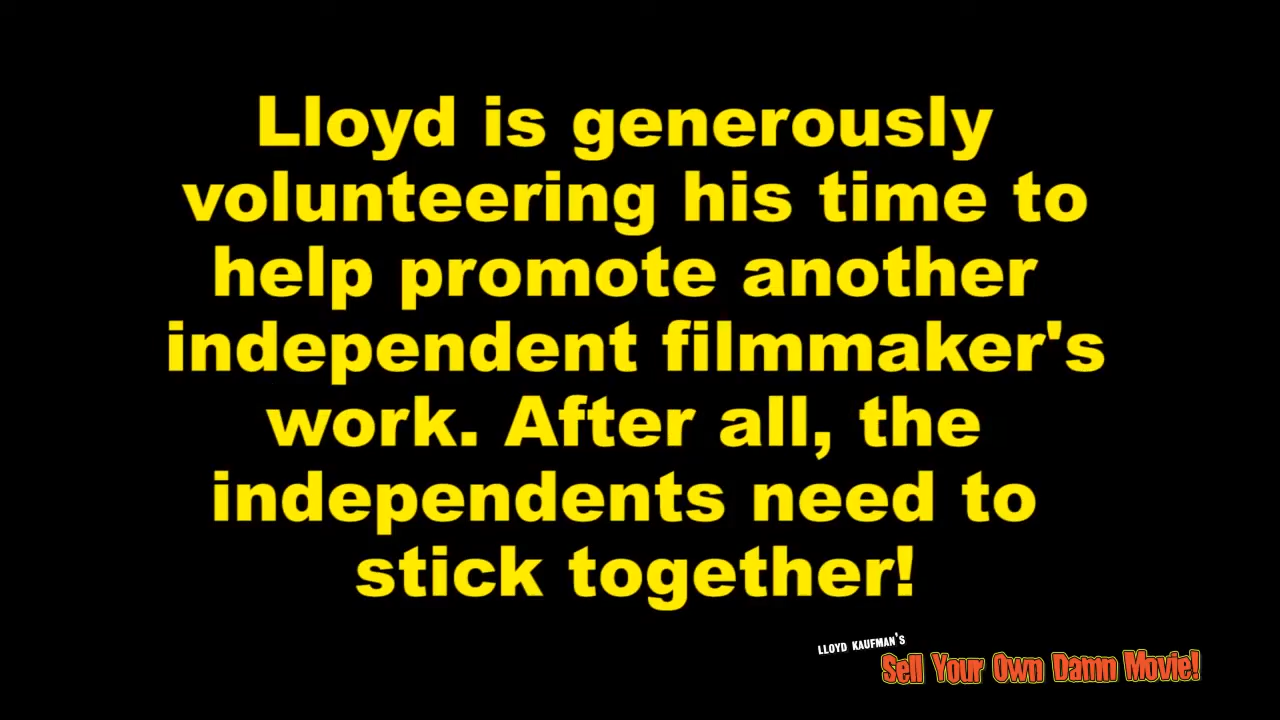 Lloyd is generously
volunteering his time to
help promote another
independent filmmaker's
work. After all, the
independents need to
stick together!
LLOYD KAUFMAN'S
Sell Your Own Damn Movie!